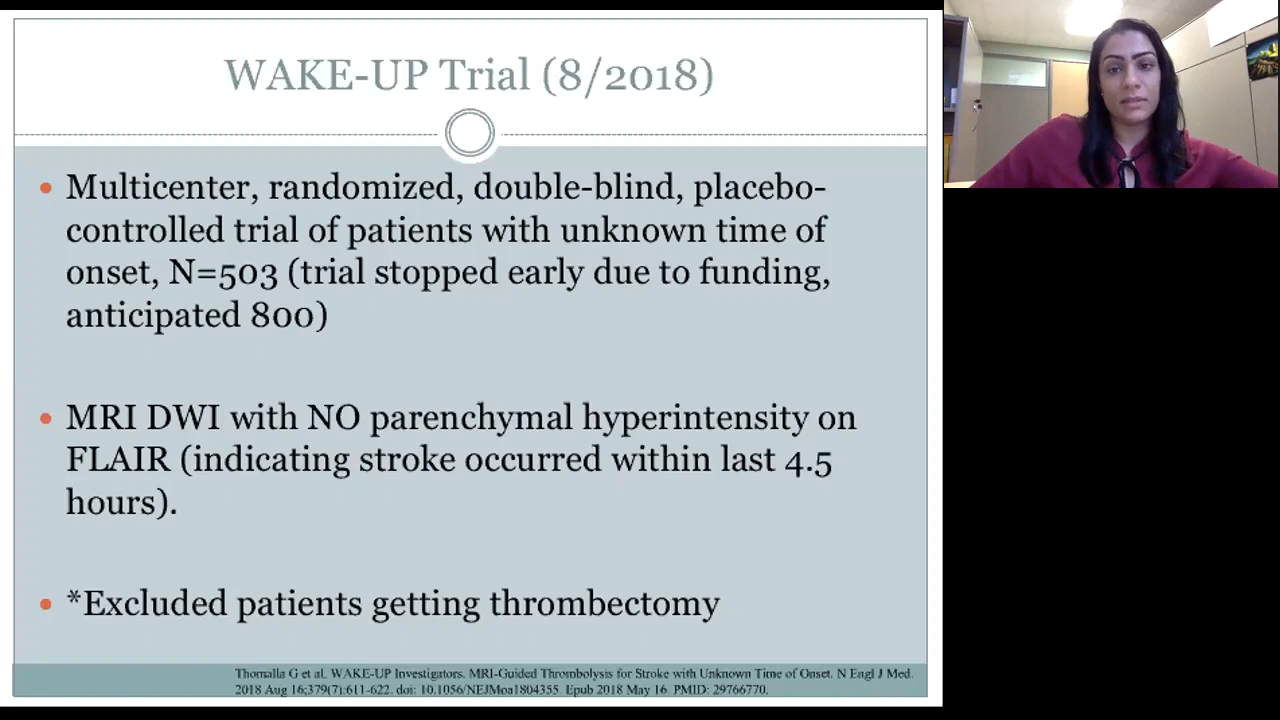 WAKE-UP Trial (8/2018)
• Multicenter, randomized, double-blind, placebo-
controlled trial of patients with unknown time of
onset, N=503 (trial stopped early due to funding,
anticipated 800)
• MRI DWI with NO parenchymal hyperintensity on
FLAIR (indicating stroke occurred within last 4.5
hours).
• *Excluded patients getting thrombectomy
Thomalla G et al. WAKE-UP Investigators. MRI-Guided Thrombolysis for Stroke with Unknown Time of Onset. N Engl J Med.
2018 Aug 16;379(7):611-622. doi: 10.1056/NEJMoa1804355. Epub 2018 May 16. PMID: 29766770.